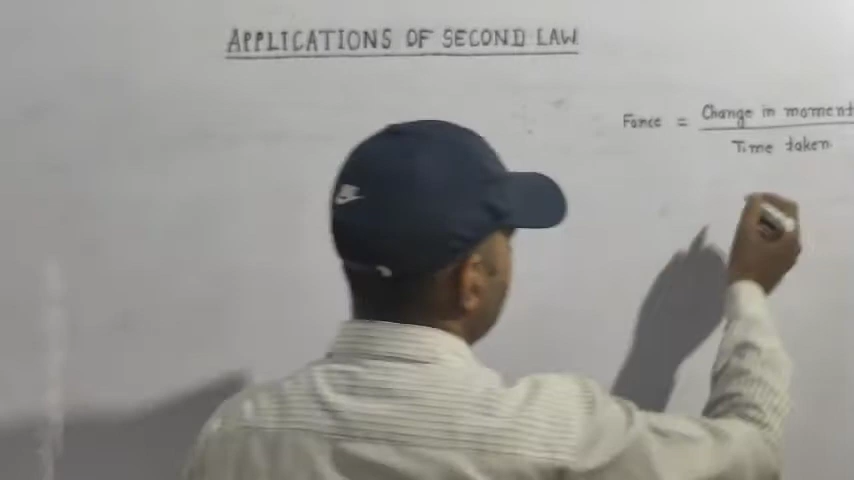 APPLICATIONS OF SECOND LAW
Force = Change in moment
Time taken